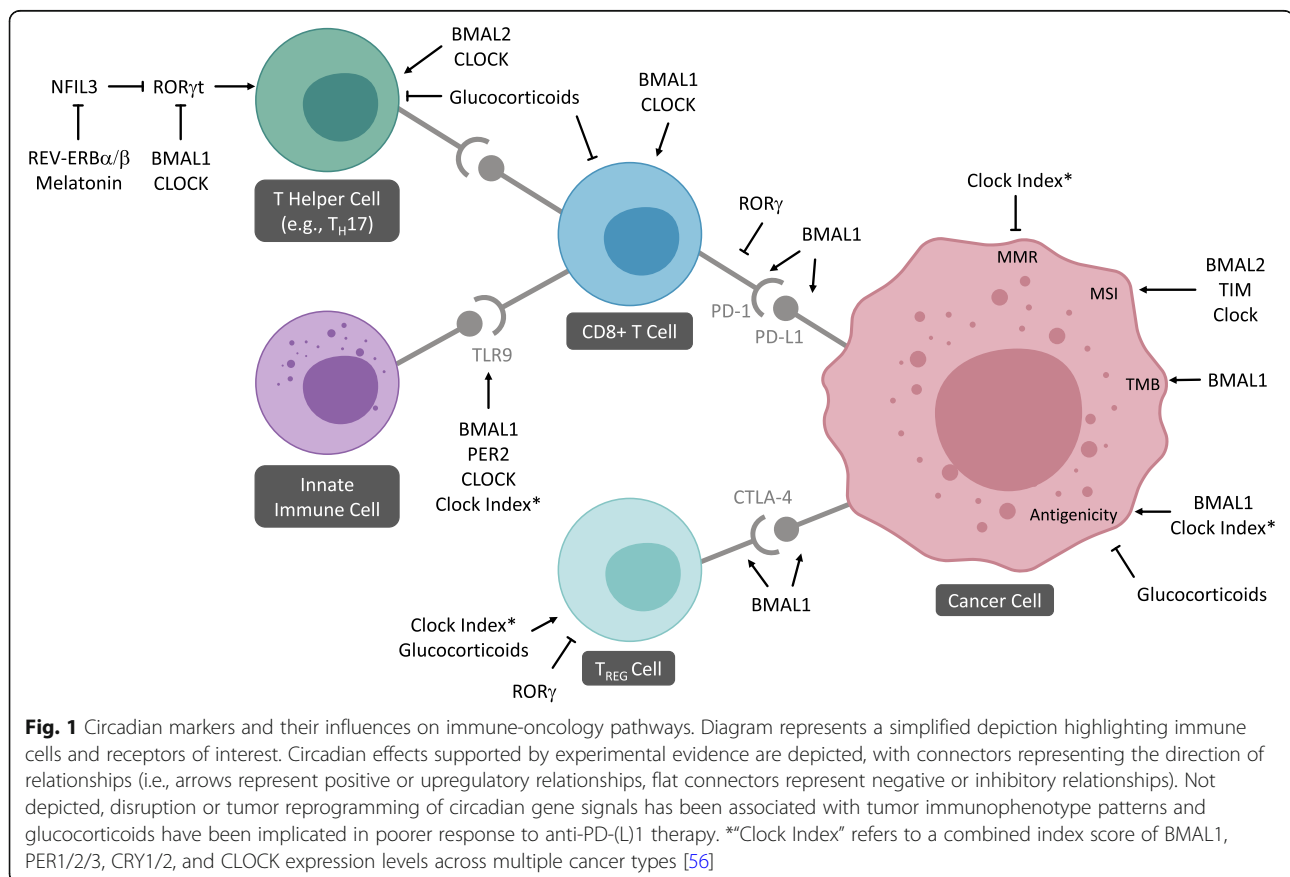 BMAL2
CLOCK
NFIL3
RORγt
Glucocorticoids
BMAL1
CLOCK
REV-ERBα/β
Melatonin
BMAL1
CLOCK
T Helper Cell
(e.g., TH17)
Clock Index*
RORγ
BMAL1
MMR
MSI
BMAL2
TIM
Clock
PD-1
PD-L1
CD8+ T Cell
TLR9
TMB
BMAL1
BMAL1
PER2
CLOCK
Clock Index*
Innate
Immune Cell
CTLA-4
Antigenicity
BMAL1
Clock Index*
Glucocorticoids
BMAL1
Cancer Cell
Clock Index*
Glucocorticoids
RORγ
TREG Cell
Fig. 1 Circadian markers and their influences on immune-oncology pathways. Diagram represents a simplified depiction highlighting immune
cells and receptors of interest. Circadian effects supported by experimental evidence are depicted, with connectors representing the direction of
relationships (i.e., arrows represent positive or upregulatory relationships, flat connectors represent negative or inhibitory relationships). Not
depicted, disruption or tumor reprogramming of circadian gene signals has been associated with tumor immunophenotype patterns and
glucocorticoids have been implicated in poorer response to anti-PD-(L)1 therapy. *“Clock Index” refers to a combined index score of BMAL1,
PER1/2/3, CRY1/2, and CLOCK expression levels across multiple cancer types [56]